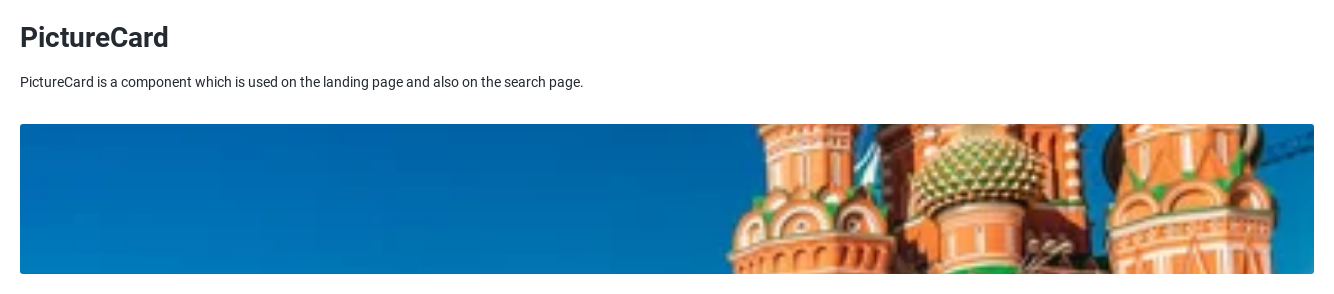 PictureCard
PictureCard is a component which is used on the landing page and also on the search page.